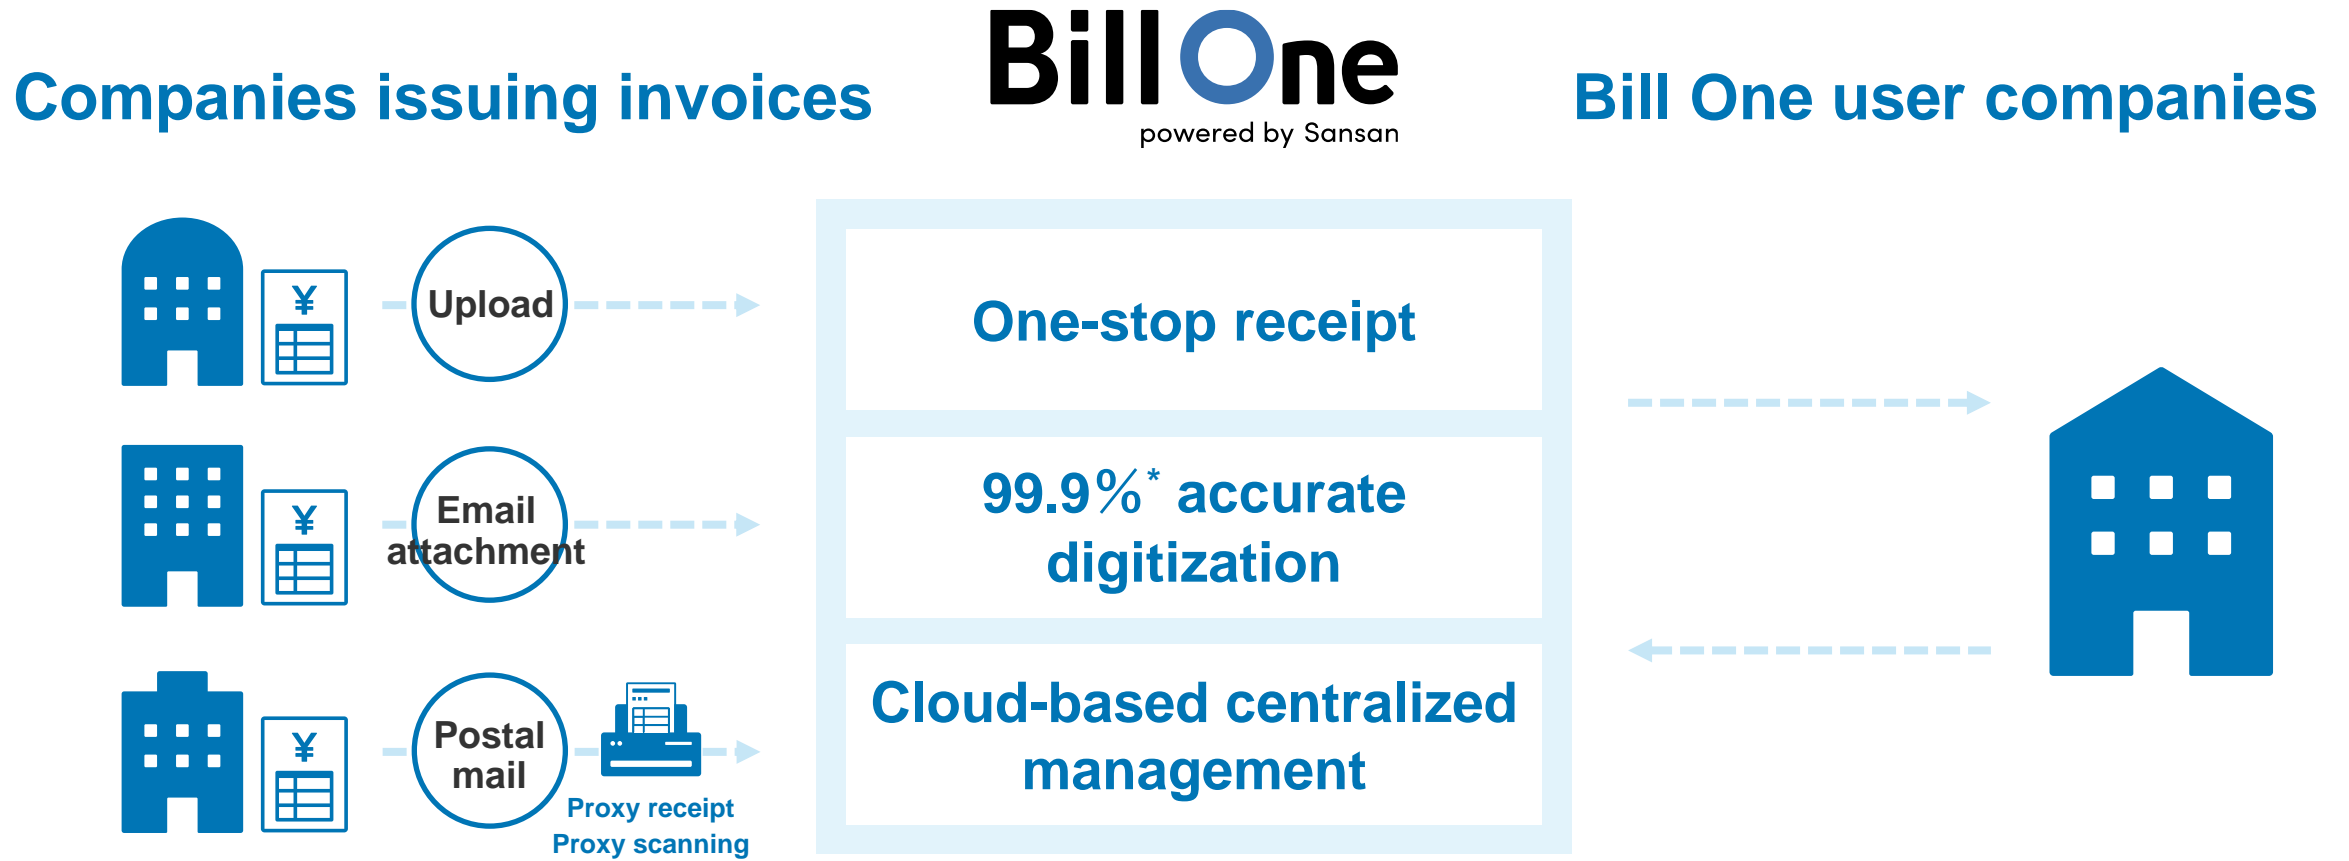 Companies issuing invoices
Bill One
powered by Sansan
Bill One user companies
¥
Upload
¥
Email
attachment
¥
Postal
mail
Proxy receipt
Proxy scanning
One-stop receipt
99.9%* accurate
digitization
Cloud-based centralized
management